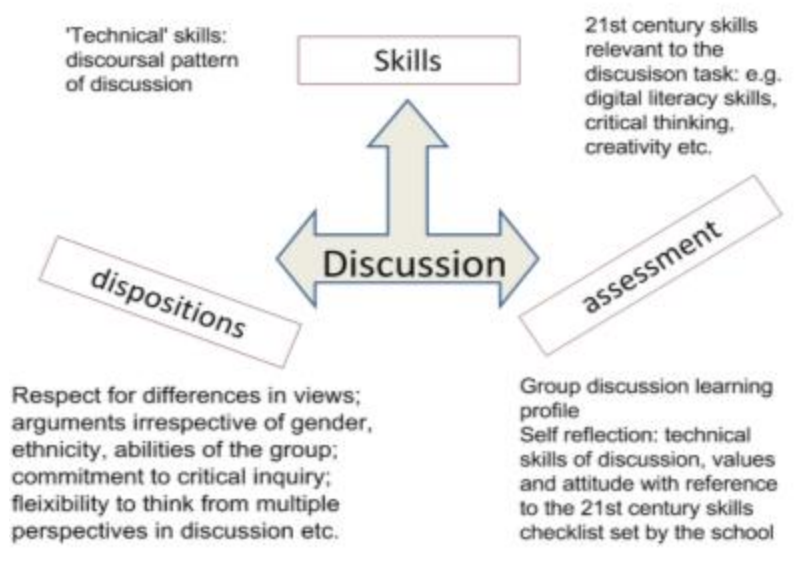 'Technical' skills:
discoursal pattern
of discussion
Skills
21st century skills
relevant to the
discusison task: e.g.
digital literacy skills,
critical thinking,
creativity etc.
Discussion
dispositions
assessment
Respect for differences in views;
arguments irrespective of gender,
ethnicity, abilities of the group;
commitment to critical inquiry;
fleixibility to think from multiple
perspectives in discussion etc.
Group discussion learning
profile
Self reflection: technical
skills of discussion, values
and attitude with reference
to the 21st century skills
checklist set by the school